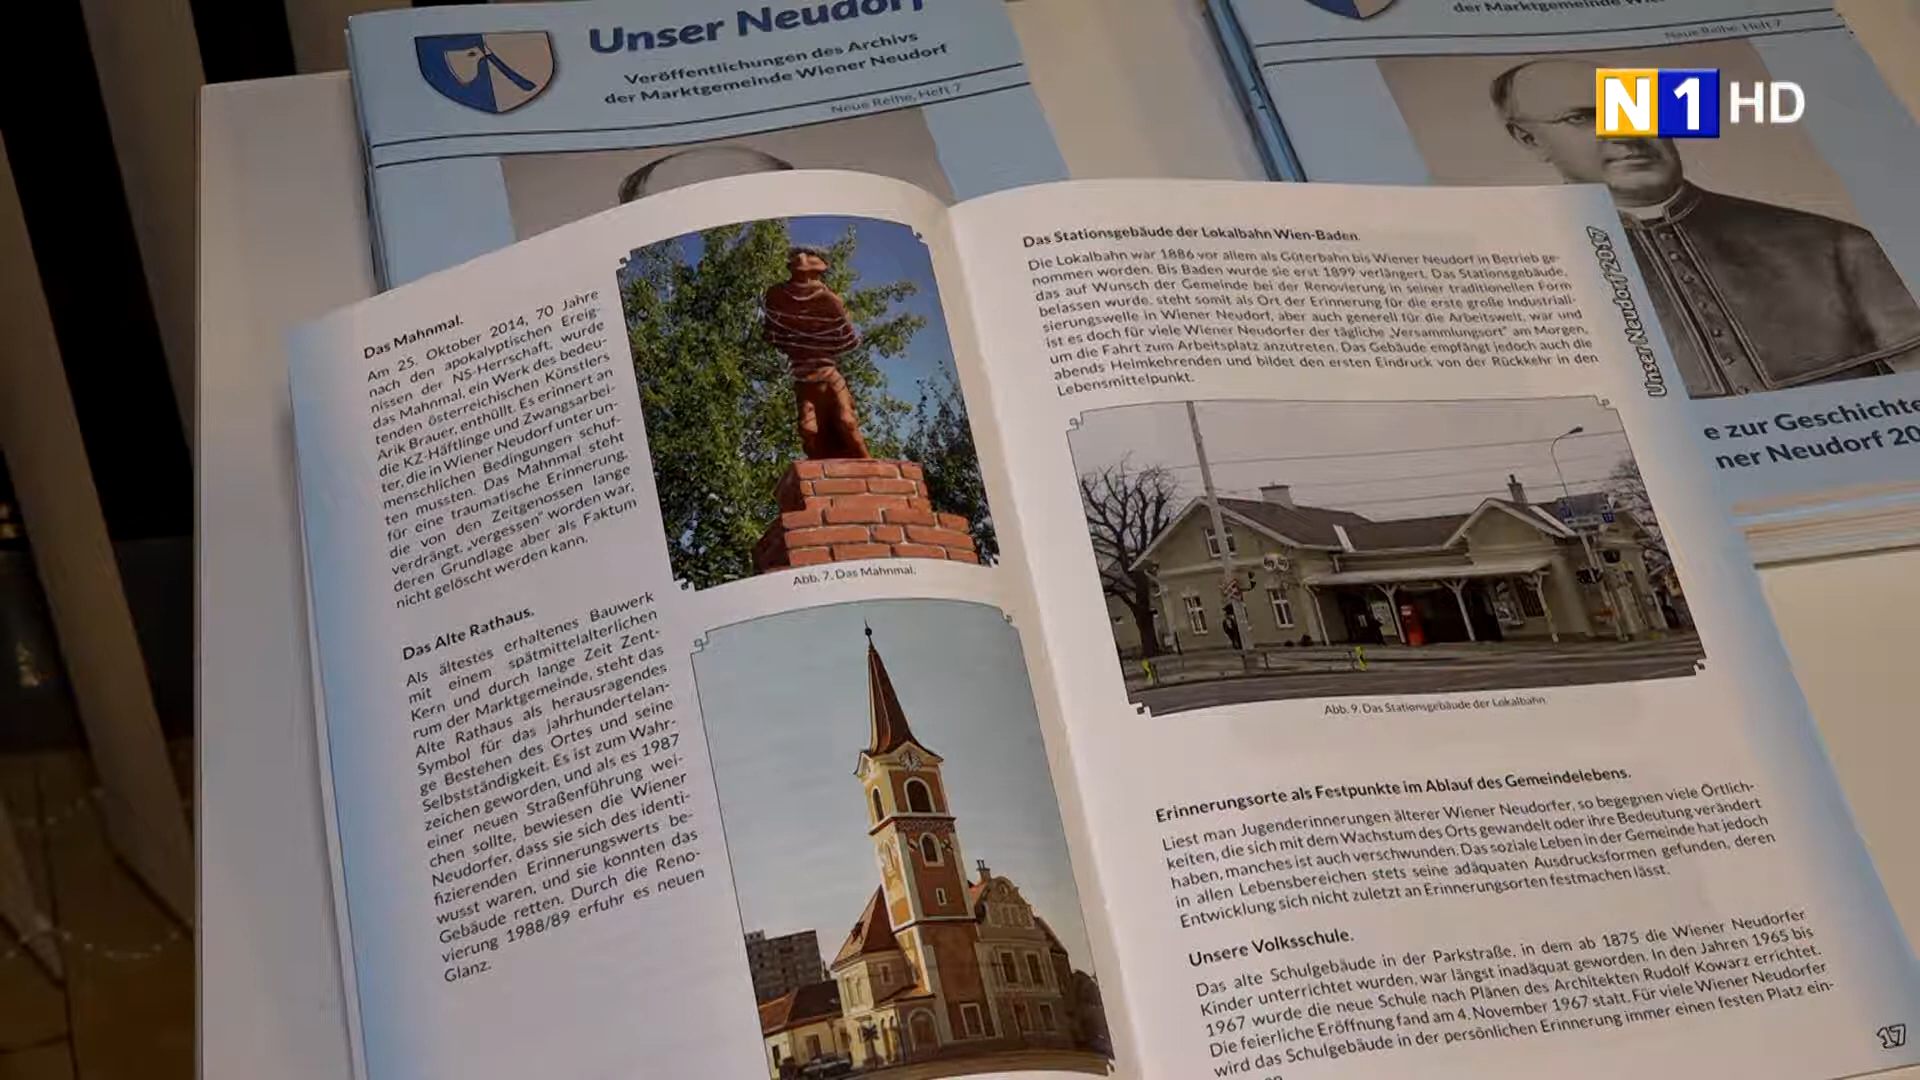 Unser Neudorf
Veröffentlichungen des Archivs
der Marktgemeinde Wiener Neudorf
Neue Reihe, Heft 7
der Marktgemeinde
Neue Reihe, Heft 7
N1 HD
e zur Geschichte
ner Neudorf 20
Das Mahnmal.
Am 25. Oktober 2014, 70 Jahre
nach den apokalyptischen Ereig-
nissen der NS-Herrschaft, wurde
das Mahnmal, ein Werk des bedeu-
tenden österreichischen Künstlers
Arik Brauer, enthüllt. Es erinnert an
die KZ-Häftlinge und Zwangsarbei-
ter, die in Wiener Neudorf unter un-
menschlichen Bedingungen schuf-
ten mussten. Das Mahnmal steht
für eine traumatische Erinnerung,
die von den Zeitgenossen lange
verdrängt, „vergessen" worden war,
deren Grundlage aber als Faktum
nicht gelöscht werden kann.
Abb. 7. Das Mahnmal.
Das Alte Rathaus.
Als ältestes erhaltenes Bauwerk
mit einem spätmittelalterlichen
Kern und durch lange Zeit Zent-
rum der Marktgemeinde, steht das
Alte Rathaus als herausragendes
Symbol für das jahrhundertelan-
ge Bestehen des Ortes und seine
Selbstständigkeit. Es ist zum Wahr-
zeichen geworden, und als es 1987
einer neuen Straßenführung wei-
chen sollte, bewiesen die Wiener
Neudorfer, dass sie sich des identi-
fizierenden Erinnerungswerts be-
wusst waren, und sie konnten das
Gebäude retten. Durch die Reno-
vierung 1988/89 erfuhr es neuen
Glanz.
Das Stationsgebäude der Lokalbahn Wien-Baden.
Die Lokalbahn war 1886 vor allem als Güterbahn bis Wiener Neudorf in Betrieb ge-
nommen worden. Bis Baden wurde sie erst 1899 verlängert. Das Stationsgebäude,
das auf Wunsch der Gemeinde bei der Renovierung in seiner traditionellen Form
belassen wurde, steht somit als Ort der Erinnerung für die erste große Industriali-
sierungswelle in Wiener Neudorf, aber auch generell für die Arbeitswelt, war und
ist es doch für viele Wiener Neudorfer der tägliche „Versammlungsort" am Morgen,
um die Fahrt zum Arbeitsplatz anzutreten. Das Gebäude empfängt jedoch auch die
abends Heimkehrenden und bildet den ersten Eindruck von der Rückkehr in den
Lebensmittelpunkt.
Unser Neudorf 2017
Abb. 9. Das Stationsgebäude der Lokalbahn.
Erinnerungsorte als Festpunkte im Ablauf des Gemeindelebens.
Liest man Jugenderinnerungen älterer Wiener Neudorfer, so begegnen viele Örtlich-
keiten, die sich mit dem Wachstum des Orts gewandelt oder ihre Bedeutung verändert
haben, manches ist auch verschwunden. Das soziale Leben in der Gemeinde hat jedoch
in allen Lebensbereichen stets seine adäquaten Ausdrucksformen gefunden, deren
Entwicklung sich nicht zuletzt an Erinnerungsorten festmachen lässt.
Unsere Volksschule.
Das alte Schulgebäude in der Parkstraße, in dem ab 1875 die Wiener Neudorfer
Kinder unterrichtet wurden, war längst inadäquat geworden. In den Jahren 1965 bis
1967 wurde die neue Schule nach Plänen des Architekten Rudolf Kowarz errichtet.
Die feierliche Eröffnung fand am 4. November 1967 statt. Für viele Wiener Neudorfer
wird das Schulgebäude in der persönlichen Erinnerung immer einen festen Platz ein-
17